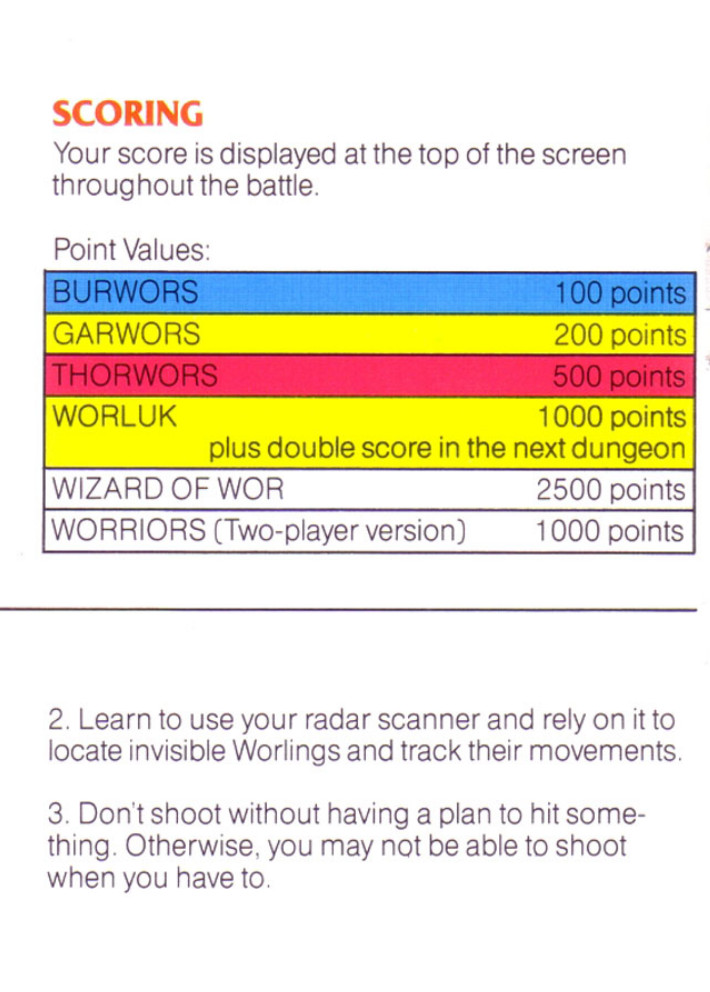 SCORING
Your score is displayed at the top of the screen
throughout the battle.
Point Values:
BURWORS 100 points
GARWORS 200 points
THORWORS 500 points
WORLUK 1000 points
plus double score in the next dungeon
WIZARD OF WOR 2500 points
WORRIORS (Two-player version) 1000 points
2. Learn to use your radar scanner and rely on it to
locate invisible Worlings and track their movements.
3. Don't shoot without having a plan to hit some-
thing. Otherwise, you may not be able to shoot
when you have to.